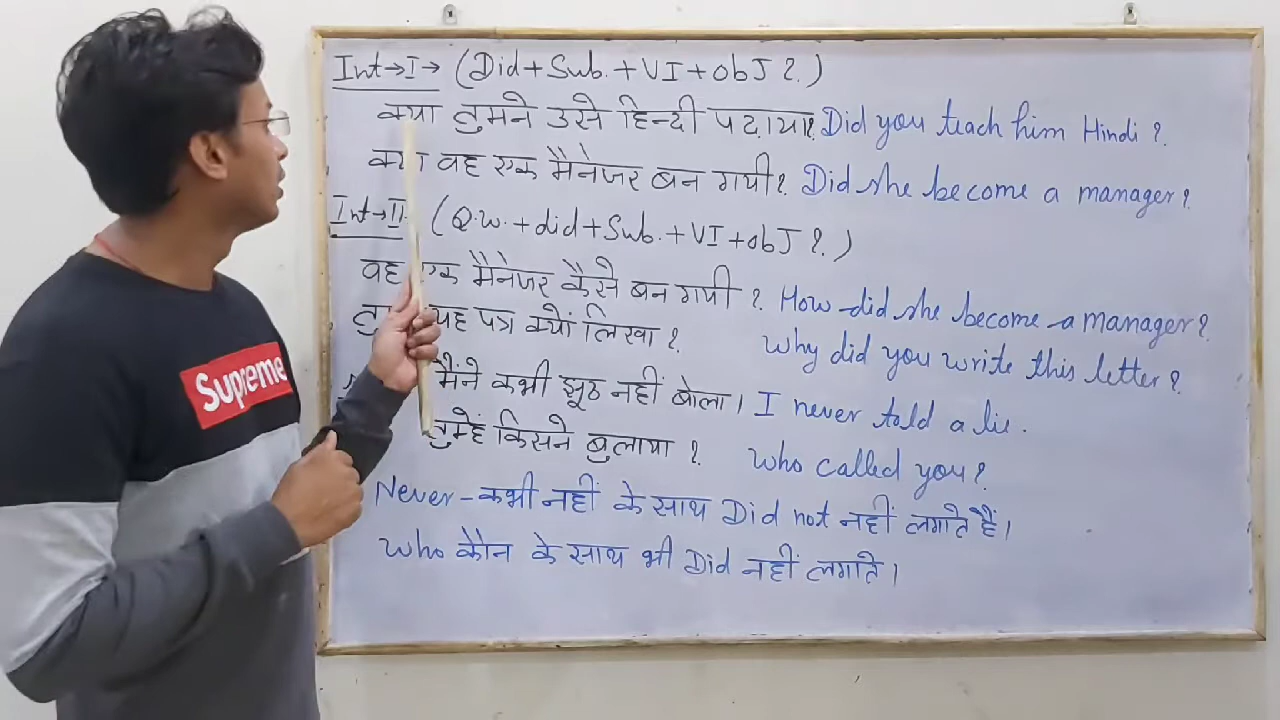 Int→I→ (Did+Sub.+VI+obJ ?.)
क्या तुमने उसे हिन्दी पढ़ाया? Did you teach him Hindi ?
क्या वह एक मैनेजर बन गयी? Did she become a manager?
Int→II (Q.w.+did+Sub.+VI+obJ ?.)
वह एक मैनेजर कैसे बन गयी ? How did she become a manager?
यह पत्र क्यों लिखा ? Why did you write this letter?
मैंने कभी झूठ नहीं बोला। I never told a lie.
तुम्हें किसने बुलाया ? Who called you?
Never-कभी नहीं के साथ Did not नहीं लगाते हैं।
Who कौन के साथ भी Did नहीं लगाते।
Supreme